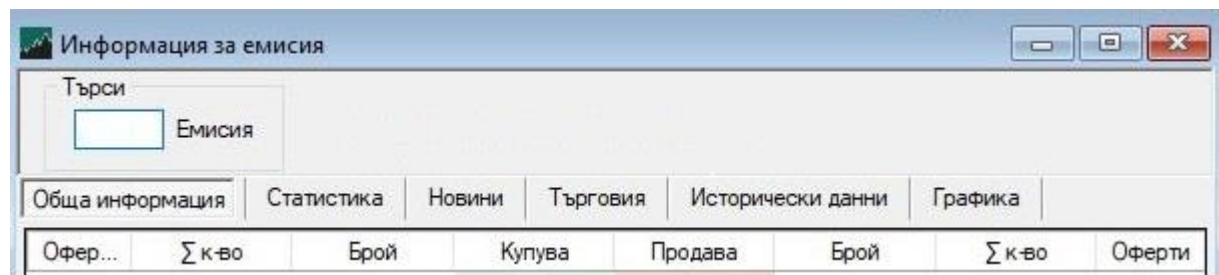 Информация за емисия
Търси
Емисия
Обща информация Статистика Новини Търговия Исторически данни Графика
Офер... ∑ к-во Брой Купува Продава Брой ∑ к-во Оферти